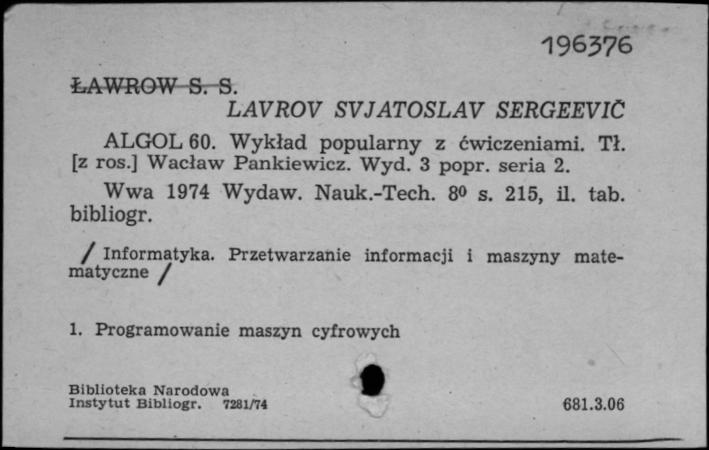 196376
ŁAWROW S. S.
LAVROV SVJATOSLAV SERGEEVIČ
ALGOL 60. Wykład popularny z ćwiczeniami. Tł.
[z ros.] Wacław Pankiewicz. Wyd. 3 popr. seria 2.
Wwa 1974 Wydaw. Nauk.-Tech. 8⁰ s. 215, il. tab.
bibliogr.
/ Informatyka. Przetwarzanie informacji i maszyny mate-
matyczne /
1. Programowanie maszyn cyfrowych
Biblioteka Narodowa
Instytut Bibliogr. 7281/74 681.3.06